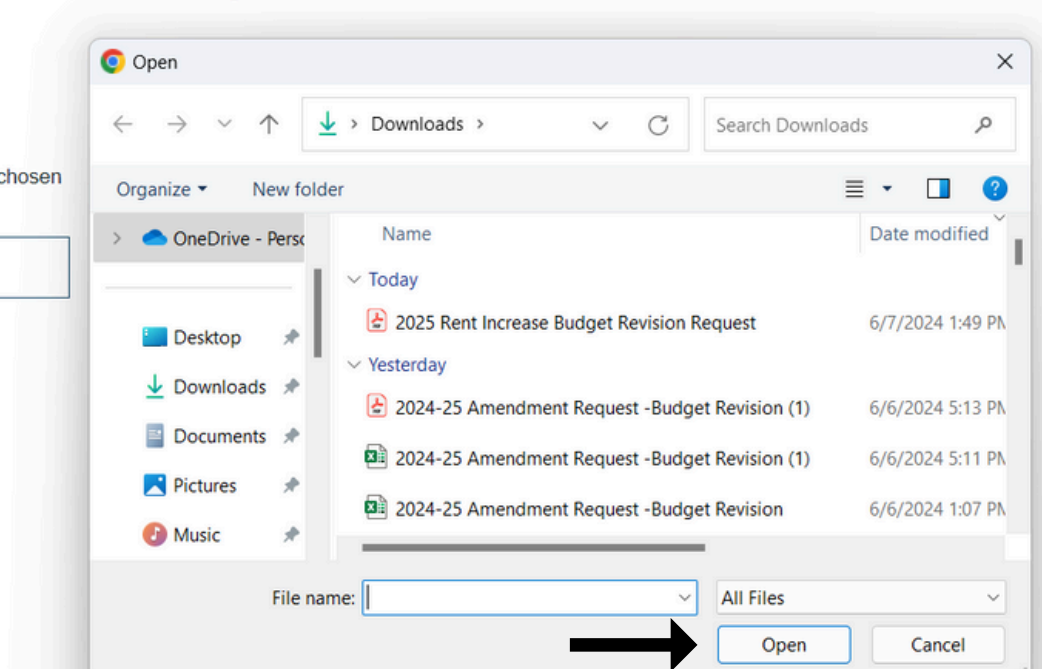 Open
Downloads
Search Downloads
chosen
Organize
New folder
OneDrive - Perso
Name
Date modified
Today
2025 Rent Increase Budget Revision Request 6/7/2024 1:49 PM
Desktop
Yesterday
Downloads
2024-25 Amendment Request -Budget Revision (1) 6/6/2024 5:13 PM
Documents
2024-25 Amendment Request -Budget Revision (1) 6/6/2024 5:11 PM
Pictures
2024-25 Amendment Request -Budget Revision 6/6/2024 1:07 PM
Music
File name:
All Files
Open
Cancel